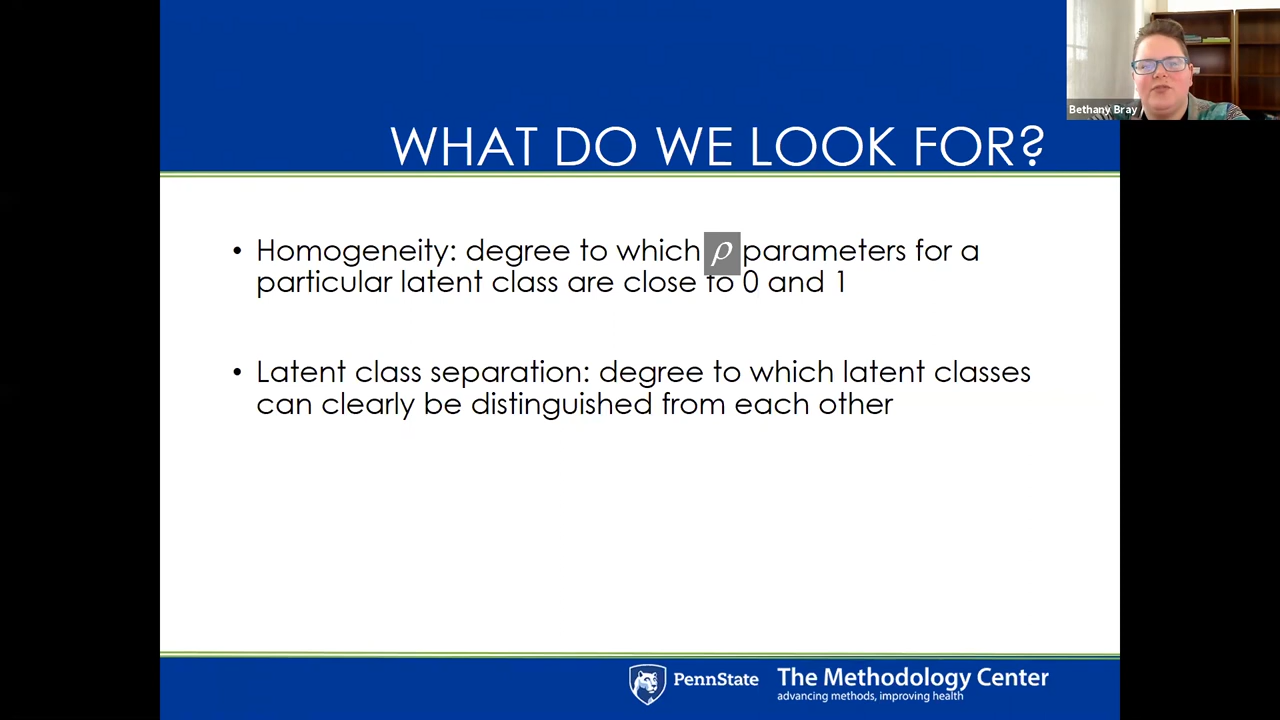 Bethany Bray
WHAT DO WE LOOK FOR?
• Homogeneity: degree to which ρ parameters for a
particular latent class are close to 0 and 1
• Latent class separation: degree to which latent classes
can clearly be distinguished from each other
PennState
The Methodology Center
advancing methods, improving health